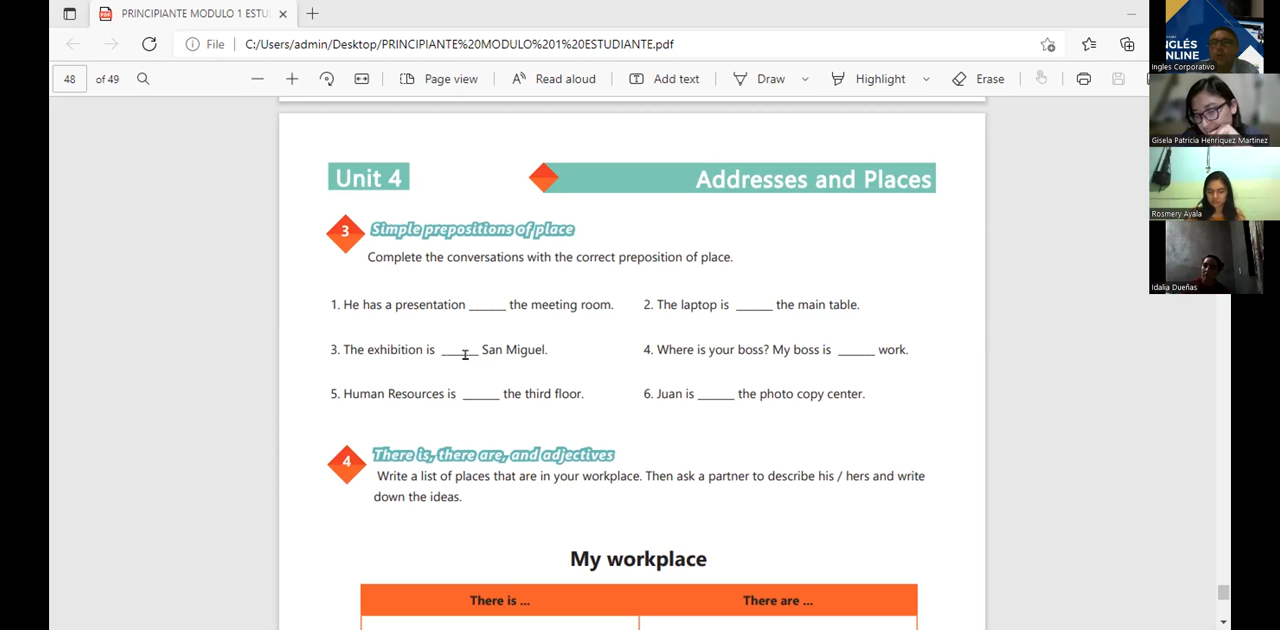 PRINCIPIANTE MODULO 1 ESTU
File
C:/Users/admin/Desktop/PRINCIPIANTE%20MODULO%201%20ESTUDIANTE.pdf
48 of 49
Page view
Read aloud
Add text
Draw
Highlight
Erase
INGLÉS
ONLINE
Ingles Corporativo
Gisela Patricia Henriquez Martinez
Rosmery Ayala
Idalia Dueñas
Unit 4
Addresses and Places
3 Simple prepositions of place
Complete the conversations with the correct preposition of place.
1. He has a presentation ______ the meeting room.
2. The laptop is ______ the main table.
3. The exhibition is ______ San Miguel.
4. Where is your boss? My boss is ______ work.
5. Human Resources is ______ the third floor.
6. Juan is ______ the photo copy center.
4 There is, there are, and adjectives
Write a list of places that are in your workplace. Then ask a partner to describe his / hers and write
down the ideas.
My workplace
There is ...
There are ...